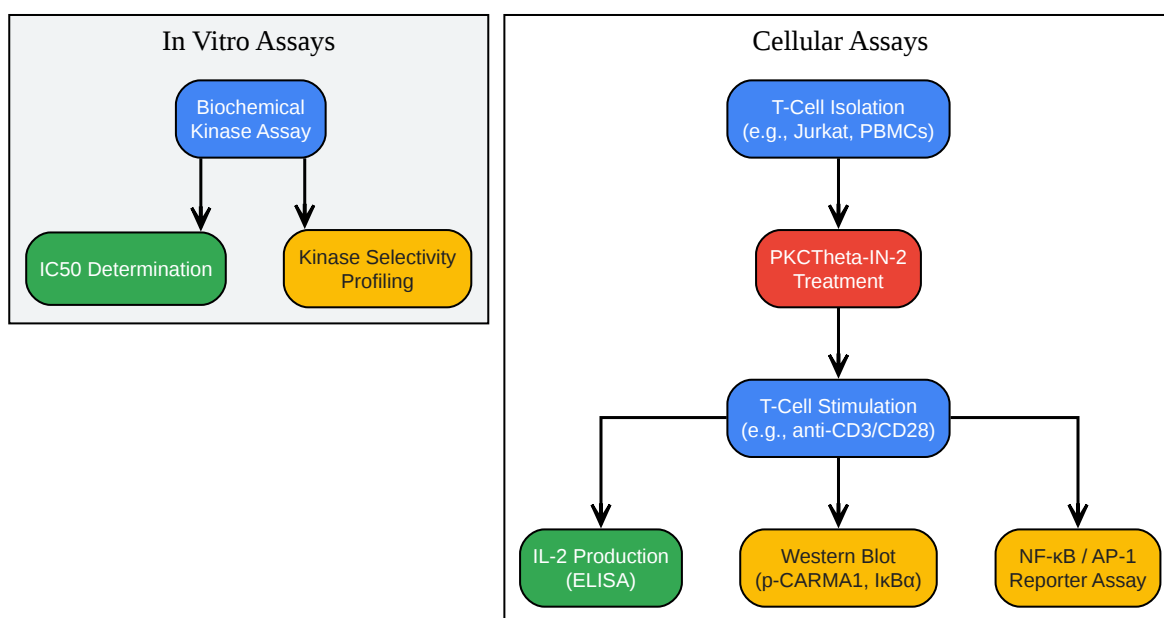 In Vitro Assays
Biochemical
Kinase Assay
IC50 Determination
Kinase Selectivity
Profiling
Cellular Assays
T-Cell Isolation
(e.g., Jurkat, PBMCs)
PKCTheta-IN-2
Treatment
T-Cell Stimulation
(e.g., anti-CD3/CD28)
IL-2 Production
(ELISA)
Western Blot
(p-CARMA1, IκBα)
NF-κB / AP-1
Reporter Assay